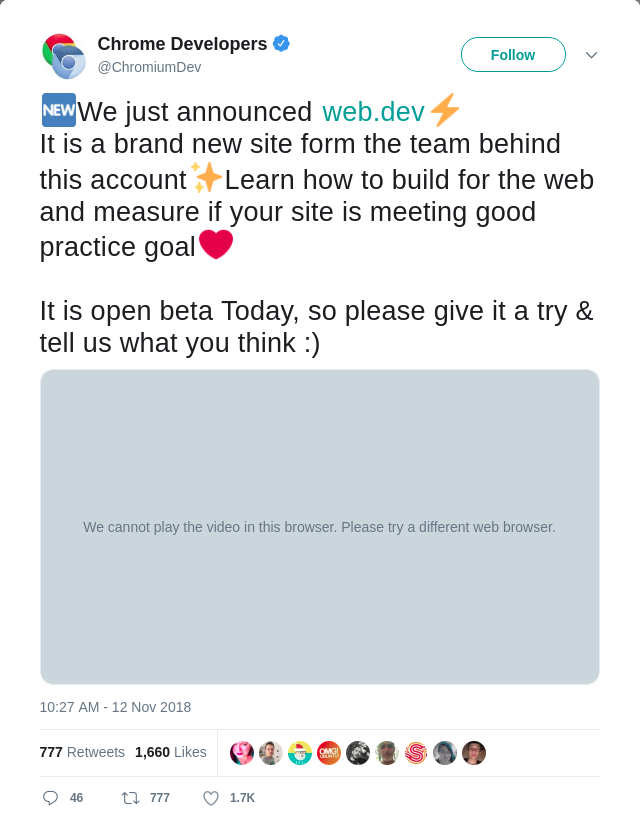 Chrome Developers
@ChromiumDev
Follow
NEW We just announced web.dev⚡
It is a brand new site form the team behind
this account✨Learn how to build for the web
and measure if your site is meeting good
practice goal❤
It is open beta Today, so please give it a try &
tell us what you think :)
We cannot play the video in this browser. Please try a different web browser.
10:27 AM - 12 Nov 2018
777 Retweets 1,660 Likes
OMG!
UBUNTU!
46 777 1.7K